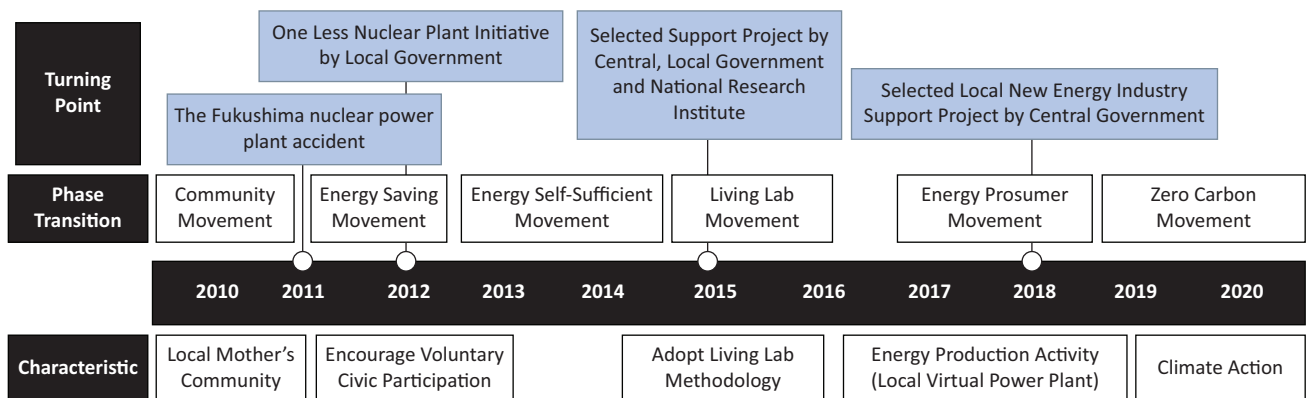 Turning
Point
One Less Nuclear Plant Initiative
by Local Government
The Fukushima nuclear power
plant accident
Selected Support Project by
Central, Local Government
and National Research
Institute
Selected Local New Energy Industry
Support Project by Central Government
Phase
Transition
Community
Movement
Energy Saving
Movement
Energy Self-Sufficient
Movement
Living Lab
Movement
Energy Prosumer
Movement
Zero Carbon
Movement
2010 2011 2012 2013 2014 2015 2016 2017 2018 2019 2020
Characteristic
Local Mother’s
Community
Encourage Voluntary
Civic Participation
Adopt Living Lab
Methodology
Energy Production Activity
(Local Virtual Power Plant)
Climate Action